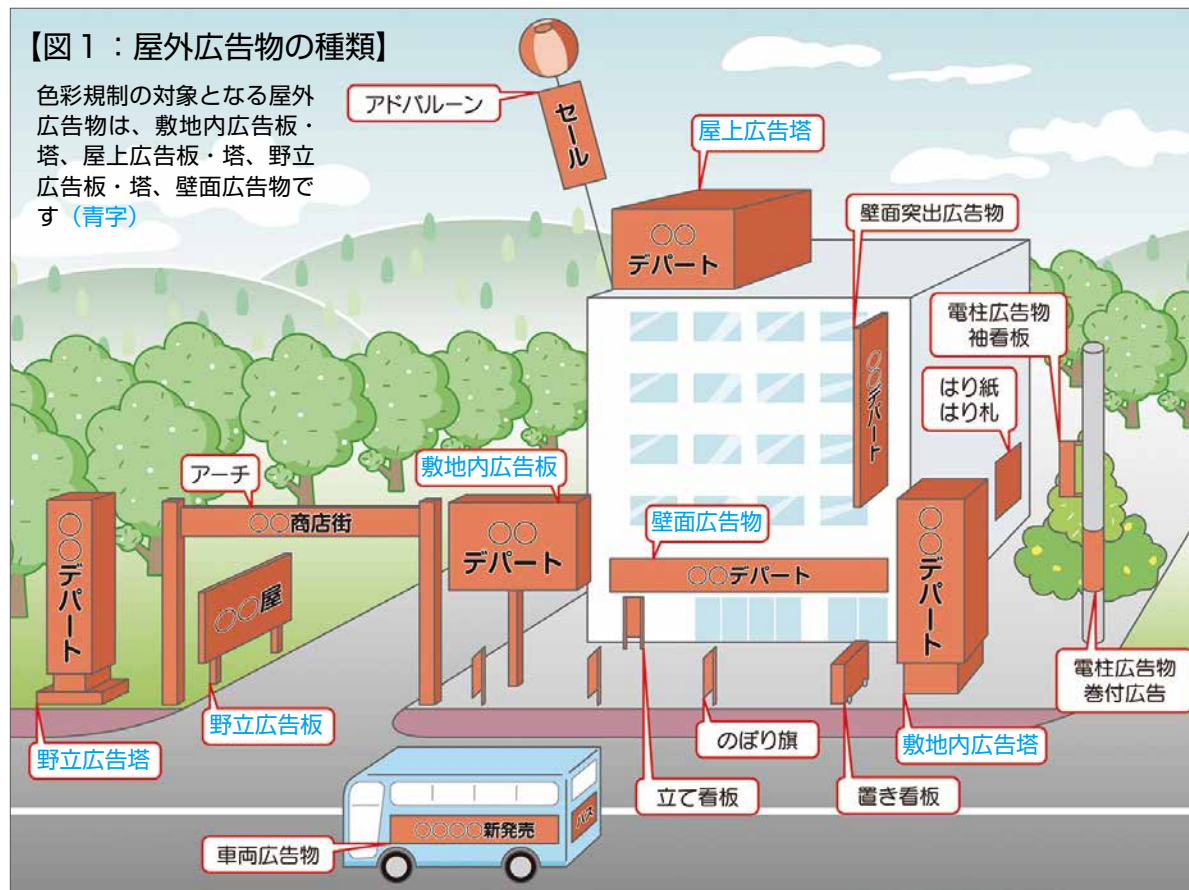 【図1：屋外広告物の種類】
色彩規制の対象となる屋外
広告物は、敷地内広告板・
塔、屋上広告板・塔、野立
広告板・塔、壁面広告物で
す（青字）
アドバルーン
セール
屋上広告塔
○○
デパート
壁面突出広告物
○○デパート
電柱広告物
袖看板
はり紙
はり札
アーチ
○○商店街
敷地内広告板
○○
デパート
壁面広告物
○○デパート
○○デパート
○○屋
○○デパート
野立広告塔
野立広告板
のぼり旗
立て看板
置き看板
敷地内広告塔
電柱広告物
巻付広告
○○○○新発売
バス
車両広告物